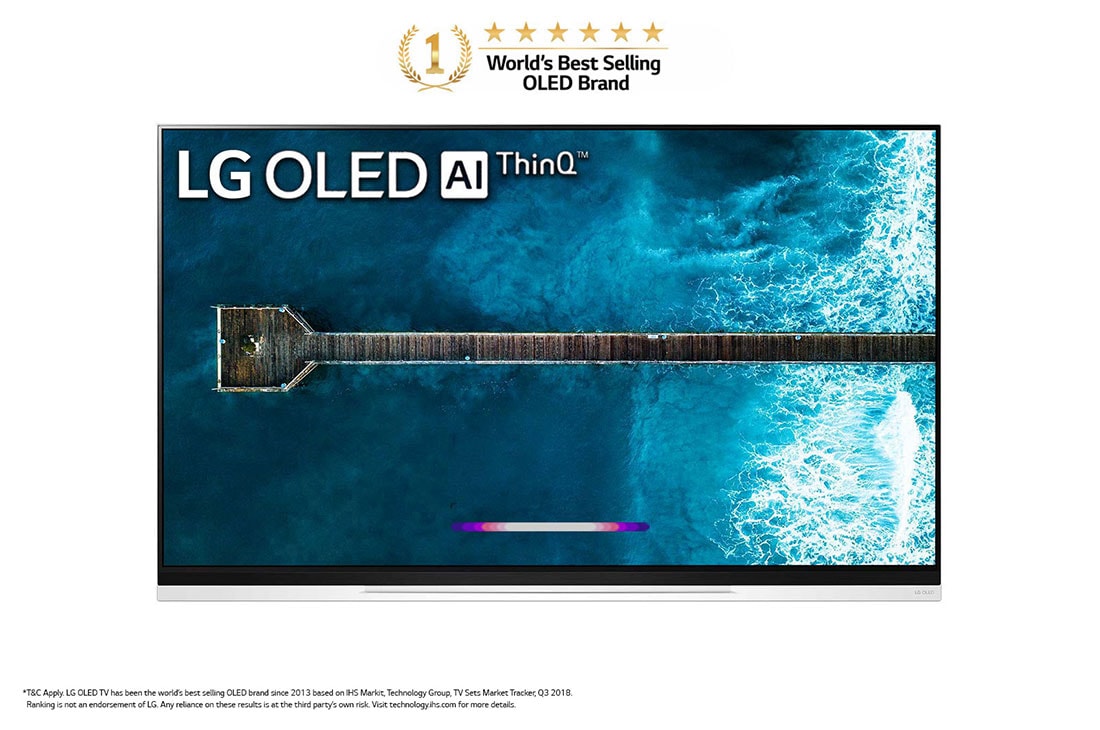 1
World's Best Selling
OLED Brand
LG OLED AI ThinQ™
LG OLED
*T&C Apply. LG OLED TV has been the world's best selling OLED brand since 2013 based on IHS Markit, Technology Group, TV Sets Market Tracker, Q3 2018.
Ranking is not an endorsement of LG. Any reliance on these results is at the third party's own risk. Visit technology.ihs.com for more details.